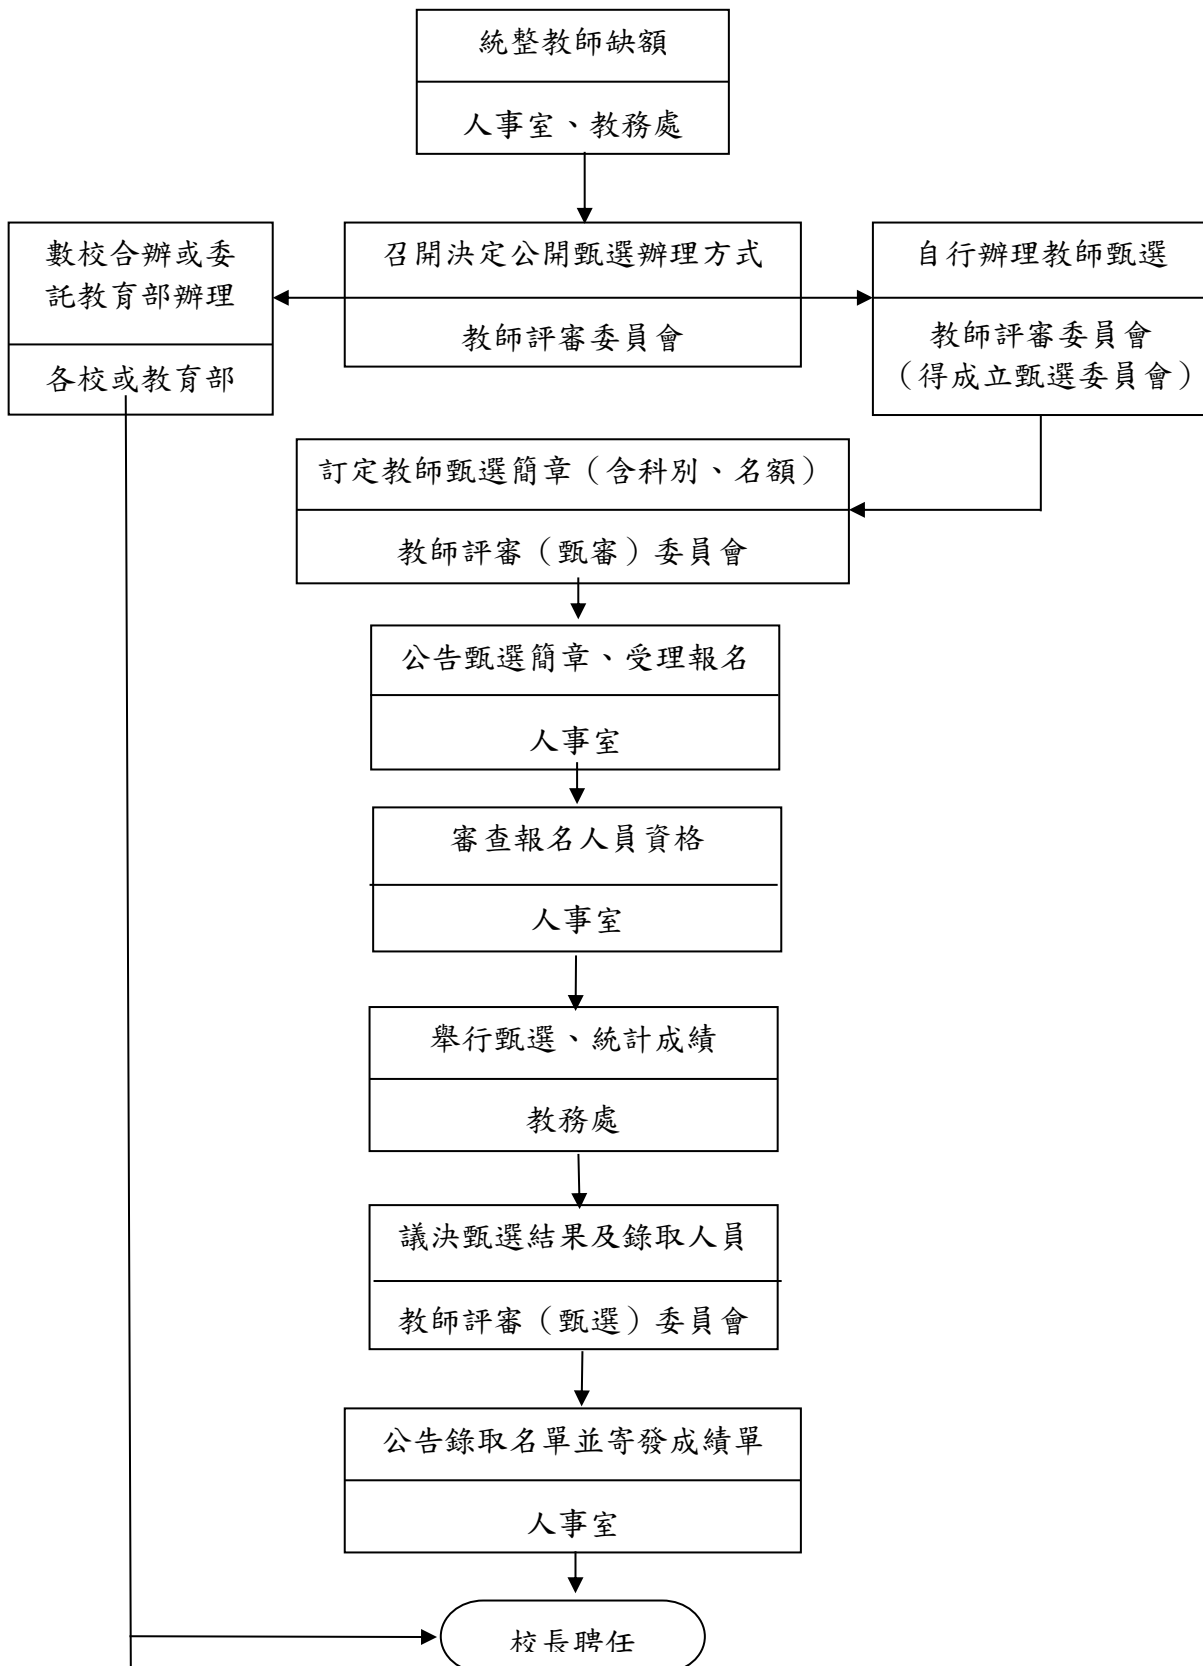 統整教師缺額
人事室、教務處
數校合辦或委
託教育部辦理
各校或教育部
召開決定公開甄選辦理方式
教師評審委員會
自行辦理教師甄選
教師評審委員會
（得成立甄選委員會）
訂定教師甄選簡章（含科別、名額）
教師評審（甄審）委員會
公告甄選簡章、受理報名
人事室
審查報名人員資格
人事室
舉行甄選、統計成績
教務處
議決甄選結果及錄取人員
教師評審（甄選）委員會
公告錄取名單並寄發成績單
人事室
校長聘任